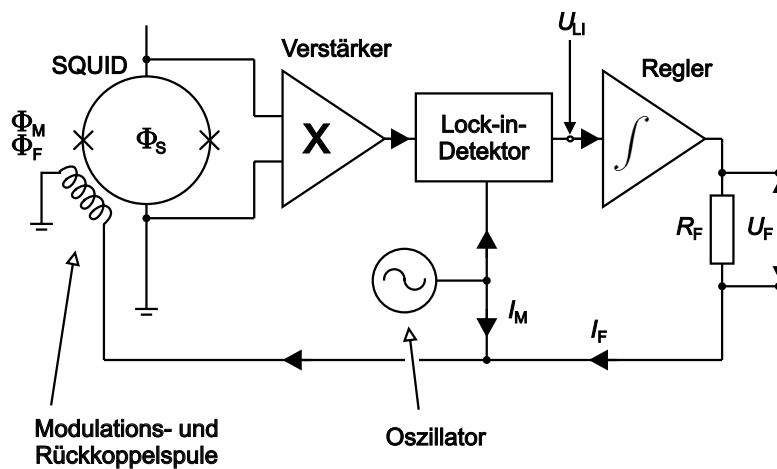 U_LI
Verstärker
SQUID
Regler
Φ_M
Φ_F
Φ_S
X
Lock-in-
Detektor
∫
R_F
U_F
I_M
I_F
Modulations- und
Rückkoppelspule
Oszillator